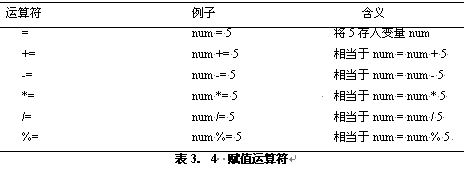 运算符 例子 含义
= num = 5 将5存入变量 num
+= num += 5 相当于 num = num + 5
-= num -= 5 相当于 num = num - 5
*= num *= 5 相当于 num = num * 5
/= num /= 5 相当于 num = num / 5
%= num %= 5 相当于 num = num % 5
表 3．4 赋值运算符